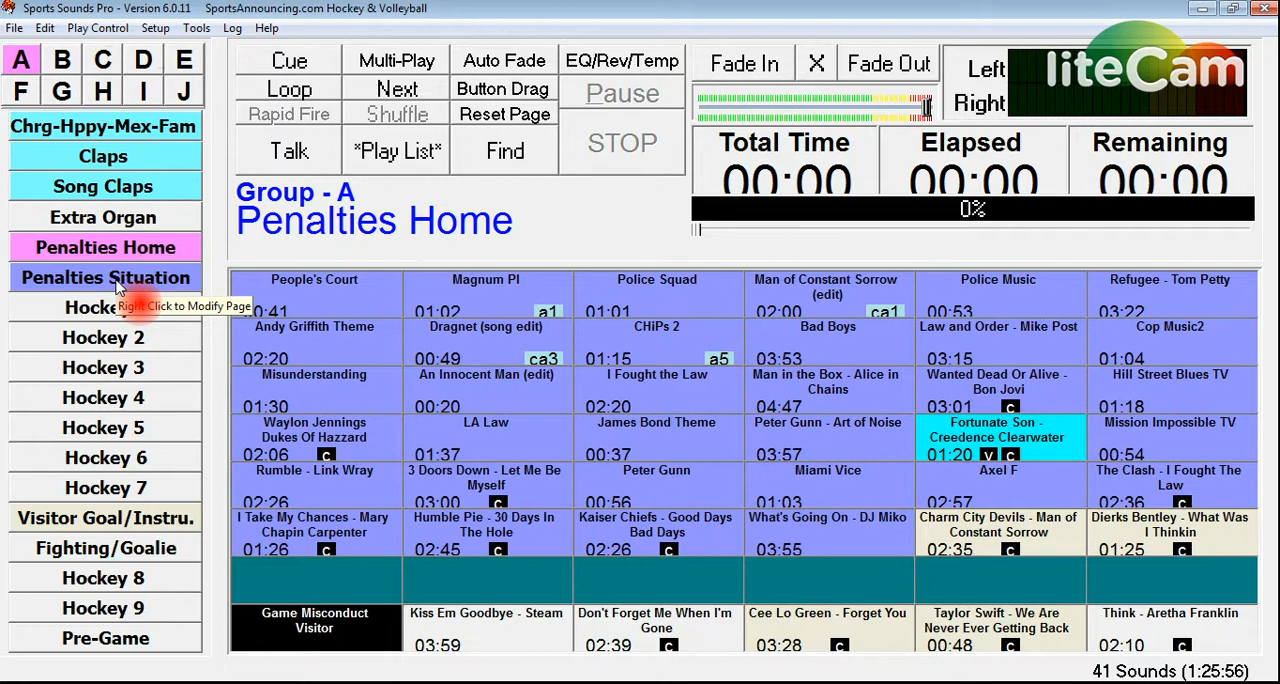 Sports Sounds Pro - Version 6.0.11 SportsAnnouncing.com Hockey & Volleyball
File Edit Play Control Setup Tools Log Help
A B C D E
F G H I J
Chrg-Hppy-Mex-Fam
Claps
Song Claps
Extra Organ
Penalties Home
Penalties Situation
Right Click to Modify Page
Hockey 2
Hockey 3
Hockey 4
Hockey 5
Hockey 6
Hockey 7
Visitor Goal/Instru.
Fighting/Goalie
Hockey 8
Hockey 9
Pre-Game
Cue Multi-Play Auto Fade EQ/Rev/Temp
Loop Next Button Drag Pause
Rapid Fire Shuffle Reset Page
Talk *Play List* Find STOP
Fade In X Fade Out
Left
Right
liteCam
Total Time Elapsed Remaining
00:00 00:00 00:00
0%
Group - A
Penalties Home
People's Court
00:41
Magnum PI
01:02 a1
Police Squad
01:01
Man of Constant Sorrow
(edit)
02:00 ca1
Police Music
00:53
Refugee - Tom Petty
03:22
Andy Griffith Theme
02:20
Dragnet (song edit)
00:49 ca3
CHiPs 2
01:15 a5
Bad Boys
03:53
Law and Order - Mike Post
03:15
Cop Music2
01:04
Misunderstanding
01:30
An Innocent Man (edit)
00:20
I Fought the Law
02:20
Man in the Box - Alice in
Chains
04:47
Wanted Dead Or Alive -
Bon Jovi
03:01 c
Hill Street Blues TV
01:18
Waylon Jennings
Dukes Of Hazzard
02:06 c
LA Law
01:37
James Bond Theme
00:37
Peter Gunn - Art of Noise
03:57
Fortunate Son -
Creedence Clearwater
01:20 v c
Mission Impossible TV
00:54
Rumble - Link Wray
02:26
3 Doors Down - Let Me Be
Myself
03:00 c
Peter Gunn
00:56
Miami Vice
01:03
Axel F
02:57
The Clash - I Fought The
Law
02:36 c
I Take My Chances - Mary
Chapin Carpenter
01:26 c
Humble Pie - 30 Days In
The Hole
02:45 c
Kaiser Chiefs - Good Days
Bad Days
02:26 c
What's Going On - DJ Miko
03:55
Charm City Devils - Man of
Constant Sorrow
02:35 c
Dierks Bentley - What Was
I Thinkin
01:25 c
Game Misconduct
Visitor
Kiss Em Goodbye - Steam
03:59
Don't Forget Me When I'm
Gone
02:39 c
Cee Lo Green - Forget You
03:28 c
Taylor Swift - We Are
Never Ever Getting Back
00:48 c
Think - Aretha Franklin
02:10 c
41 Sounds (1:25:56)